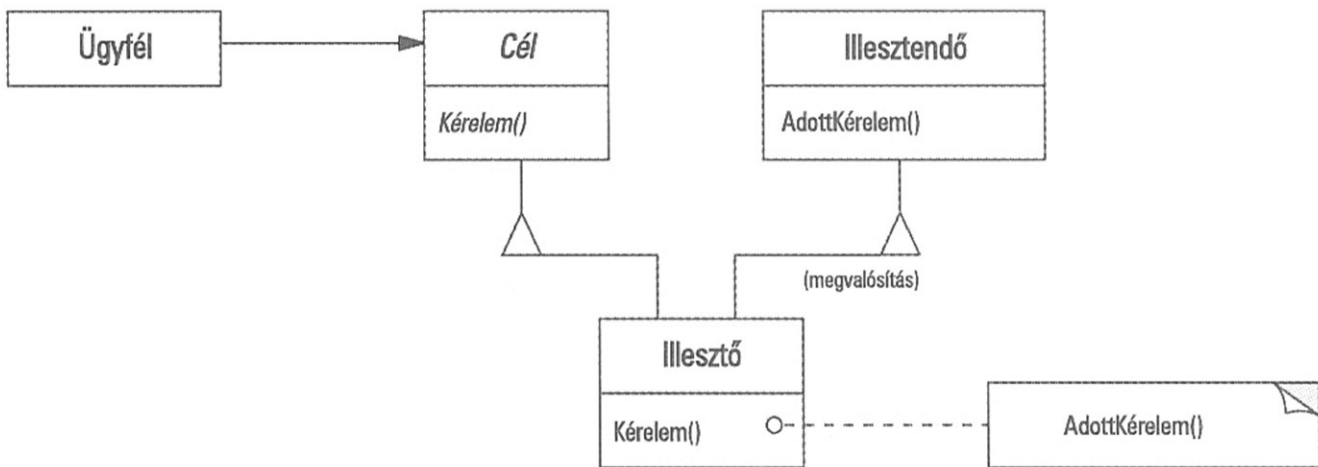 Ügyfél
Cél
Kérelem()
Illesztendő
AdottKérelem()
(megvalósítás)
Illesztő
Kérelem()
AdottKérelem()